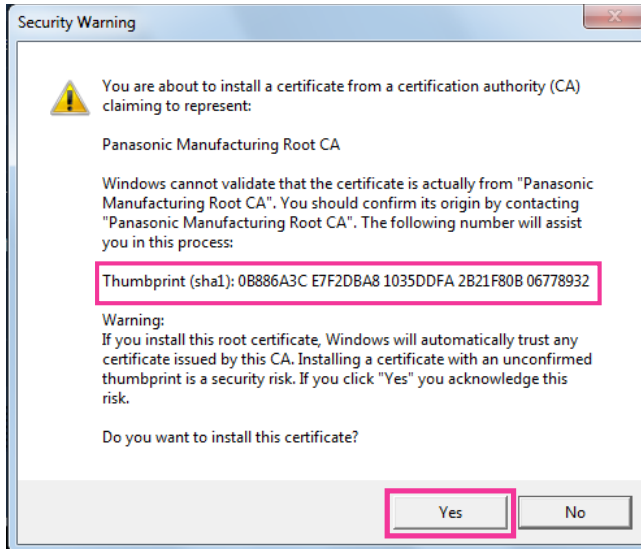 Security Warning
You are about to install a certificate from a certification authority (CA)
claiming to represent:
Panasonic Manufacturing Root CA
Windows cannot validate that the certificate is actually from "Panasonic
Manufacturing Root CA". You should confirm its origin by contacting
"Panasonic Manufacturing Root CA". The following number will assist
you in this process:
Thumbprint (sha1): 0B886A3C E7F2DBA8 1035DDFA 2B21F80B 06778932
Warning:
If you install this root certificate, Windows will automatically trust any
certificate issued by this CA. Installing a certificate with an unconfirmed
thumbprint is a security risk. If you click "Yes" you acknowledge this
risk.
Do you want to install this certificate?
Yes No